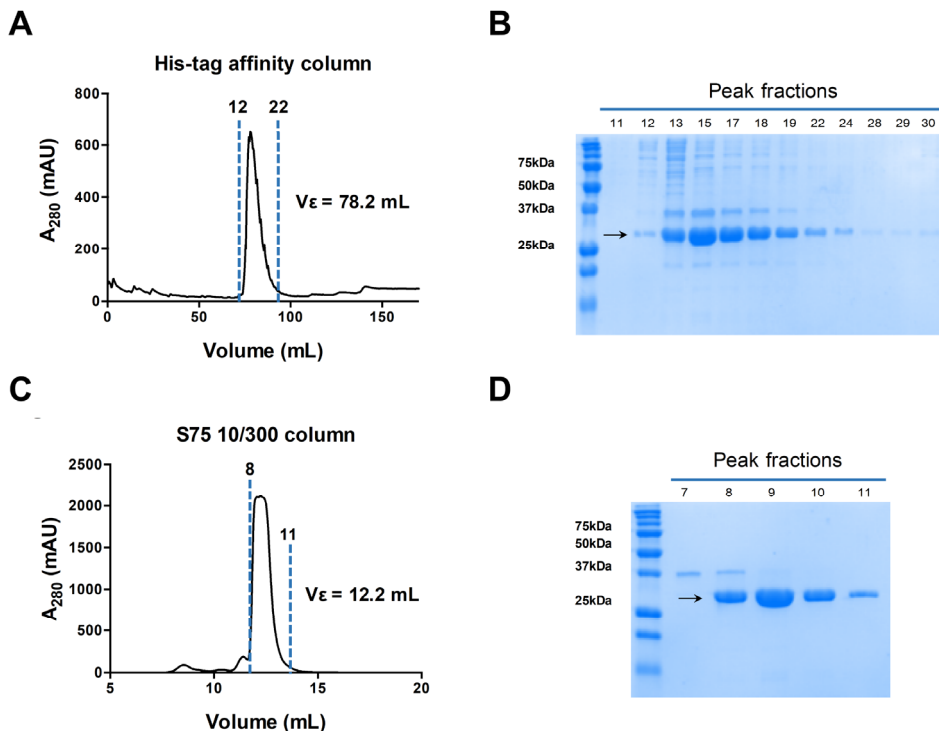 A
His-tag affinity column
800
600
400
200
0
A280 (mAU)
12
22
Vε = 78.2 mL
0
50
100
150
Volume (mL)
B
Peak fractions
11 12 13 15 17 18 19 22 24 28 29 30
75kDa
50kDa
37kDa
25kDa
C
S75 10/300 column
2500
2000
1500
1000
500
0
A280 (mAU)
8
11
Vε = 12.2 mL
5
10
15
20
Volume (mL)
D
Peak fractions
7 8 9 10 11
75kDa
50kDa
37kDa
25kDa